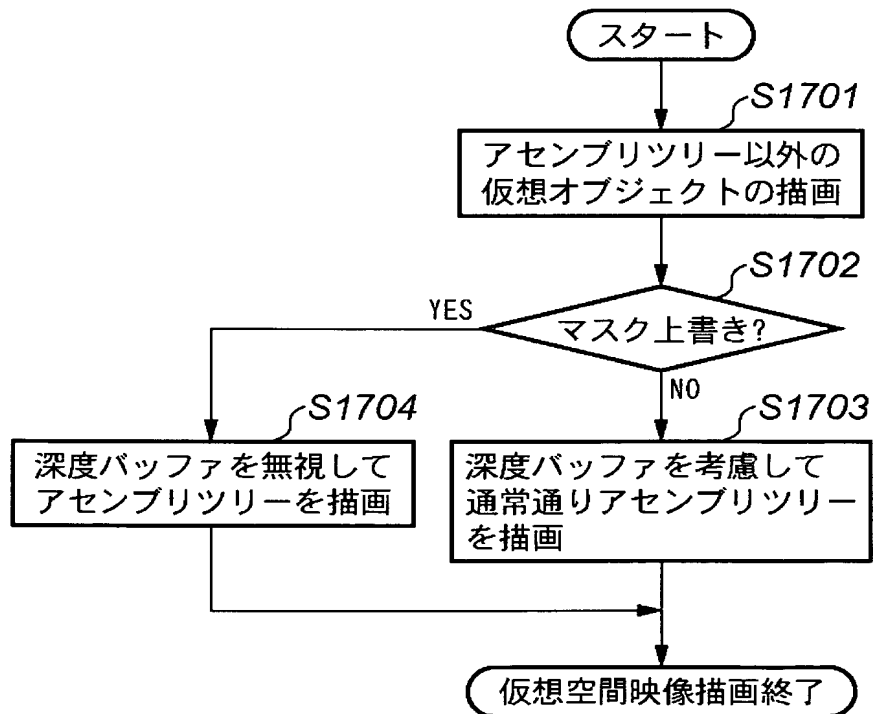 スタート
S1701
アセンブリツリー以外の
仮想オブジェクトの描画
S1702
YES
マスク上書き?
NO
S1704
S1703
深度バッファを無視して
アセンブリツリーを描画
深度バッファを考慮して
通常通りアセンブリツリー
を描画
仮想空間映像描画終了